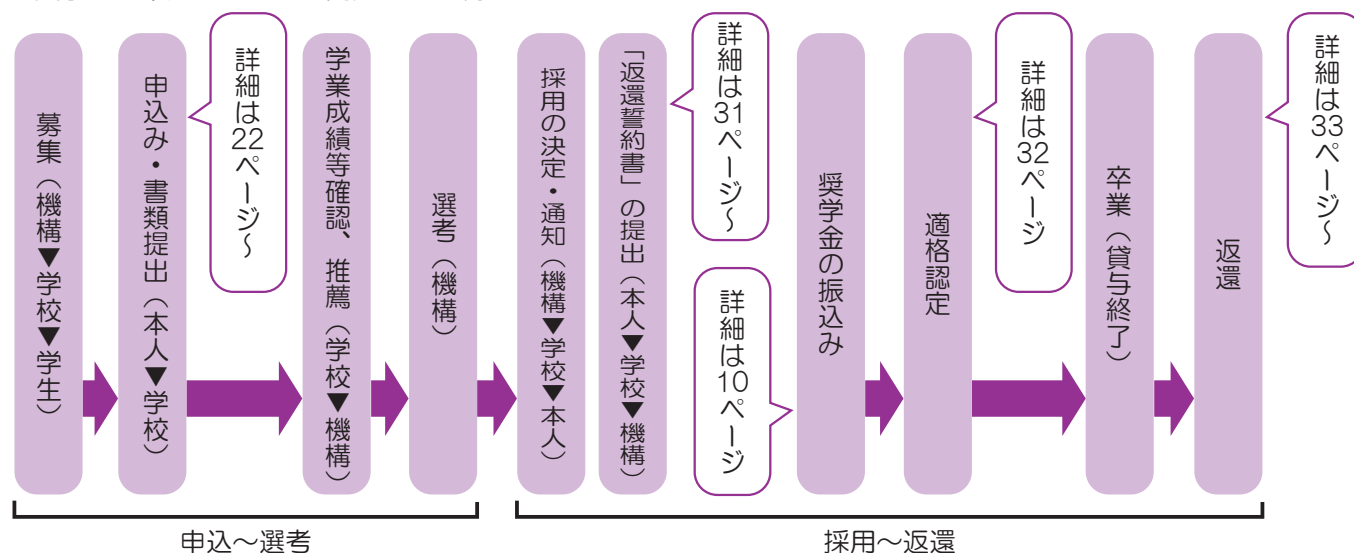 募集（機構▼学校▼学生）
申込み・書類提出（本人▼学校）
詳細は22ページ～
学業成績等確認、推薦（学校▼機構）
選考（機構）
採用の決定・通知（機構▼学校▼本人）
「返還誓約書」の提出（本人▼学校▼機構）
詳細は31ページ～
詳細は10ページ
奨学金の振込み
適格認定
詳細は32ページ
卒業（貸与終了）
返還
詳細は33ページ～
申込～選考
採用～返還